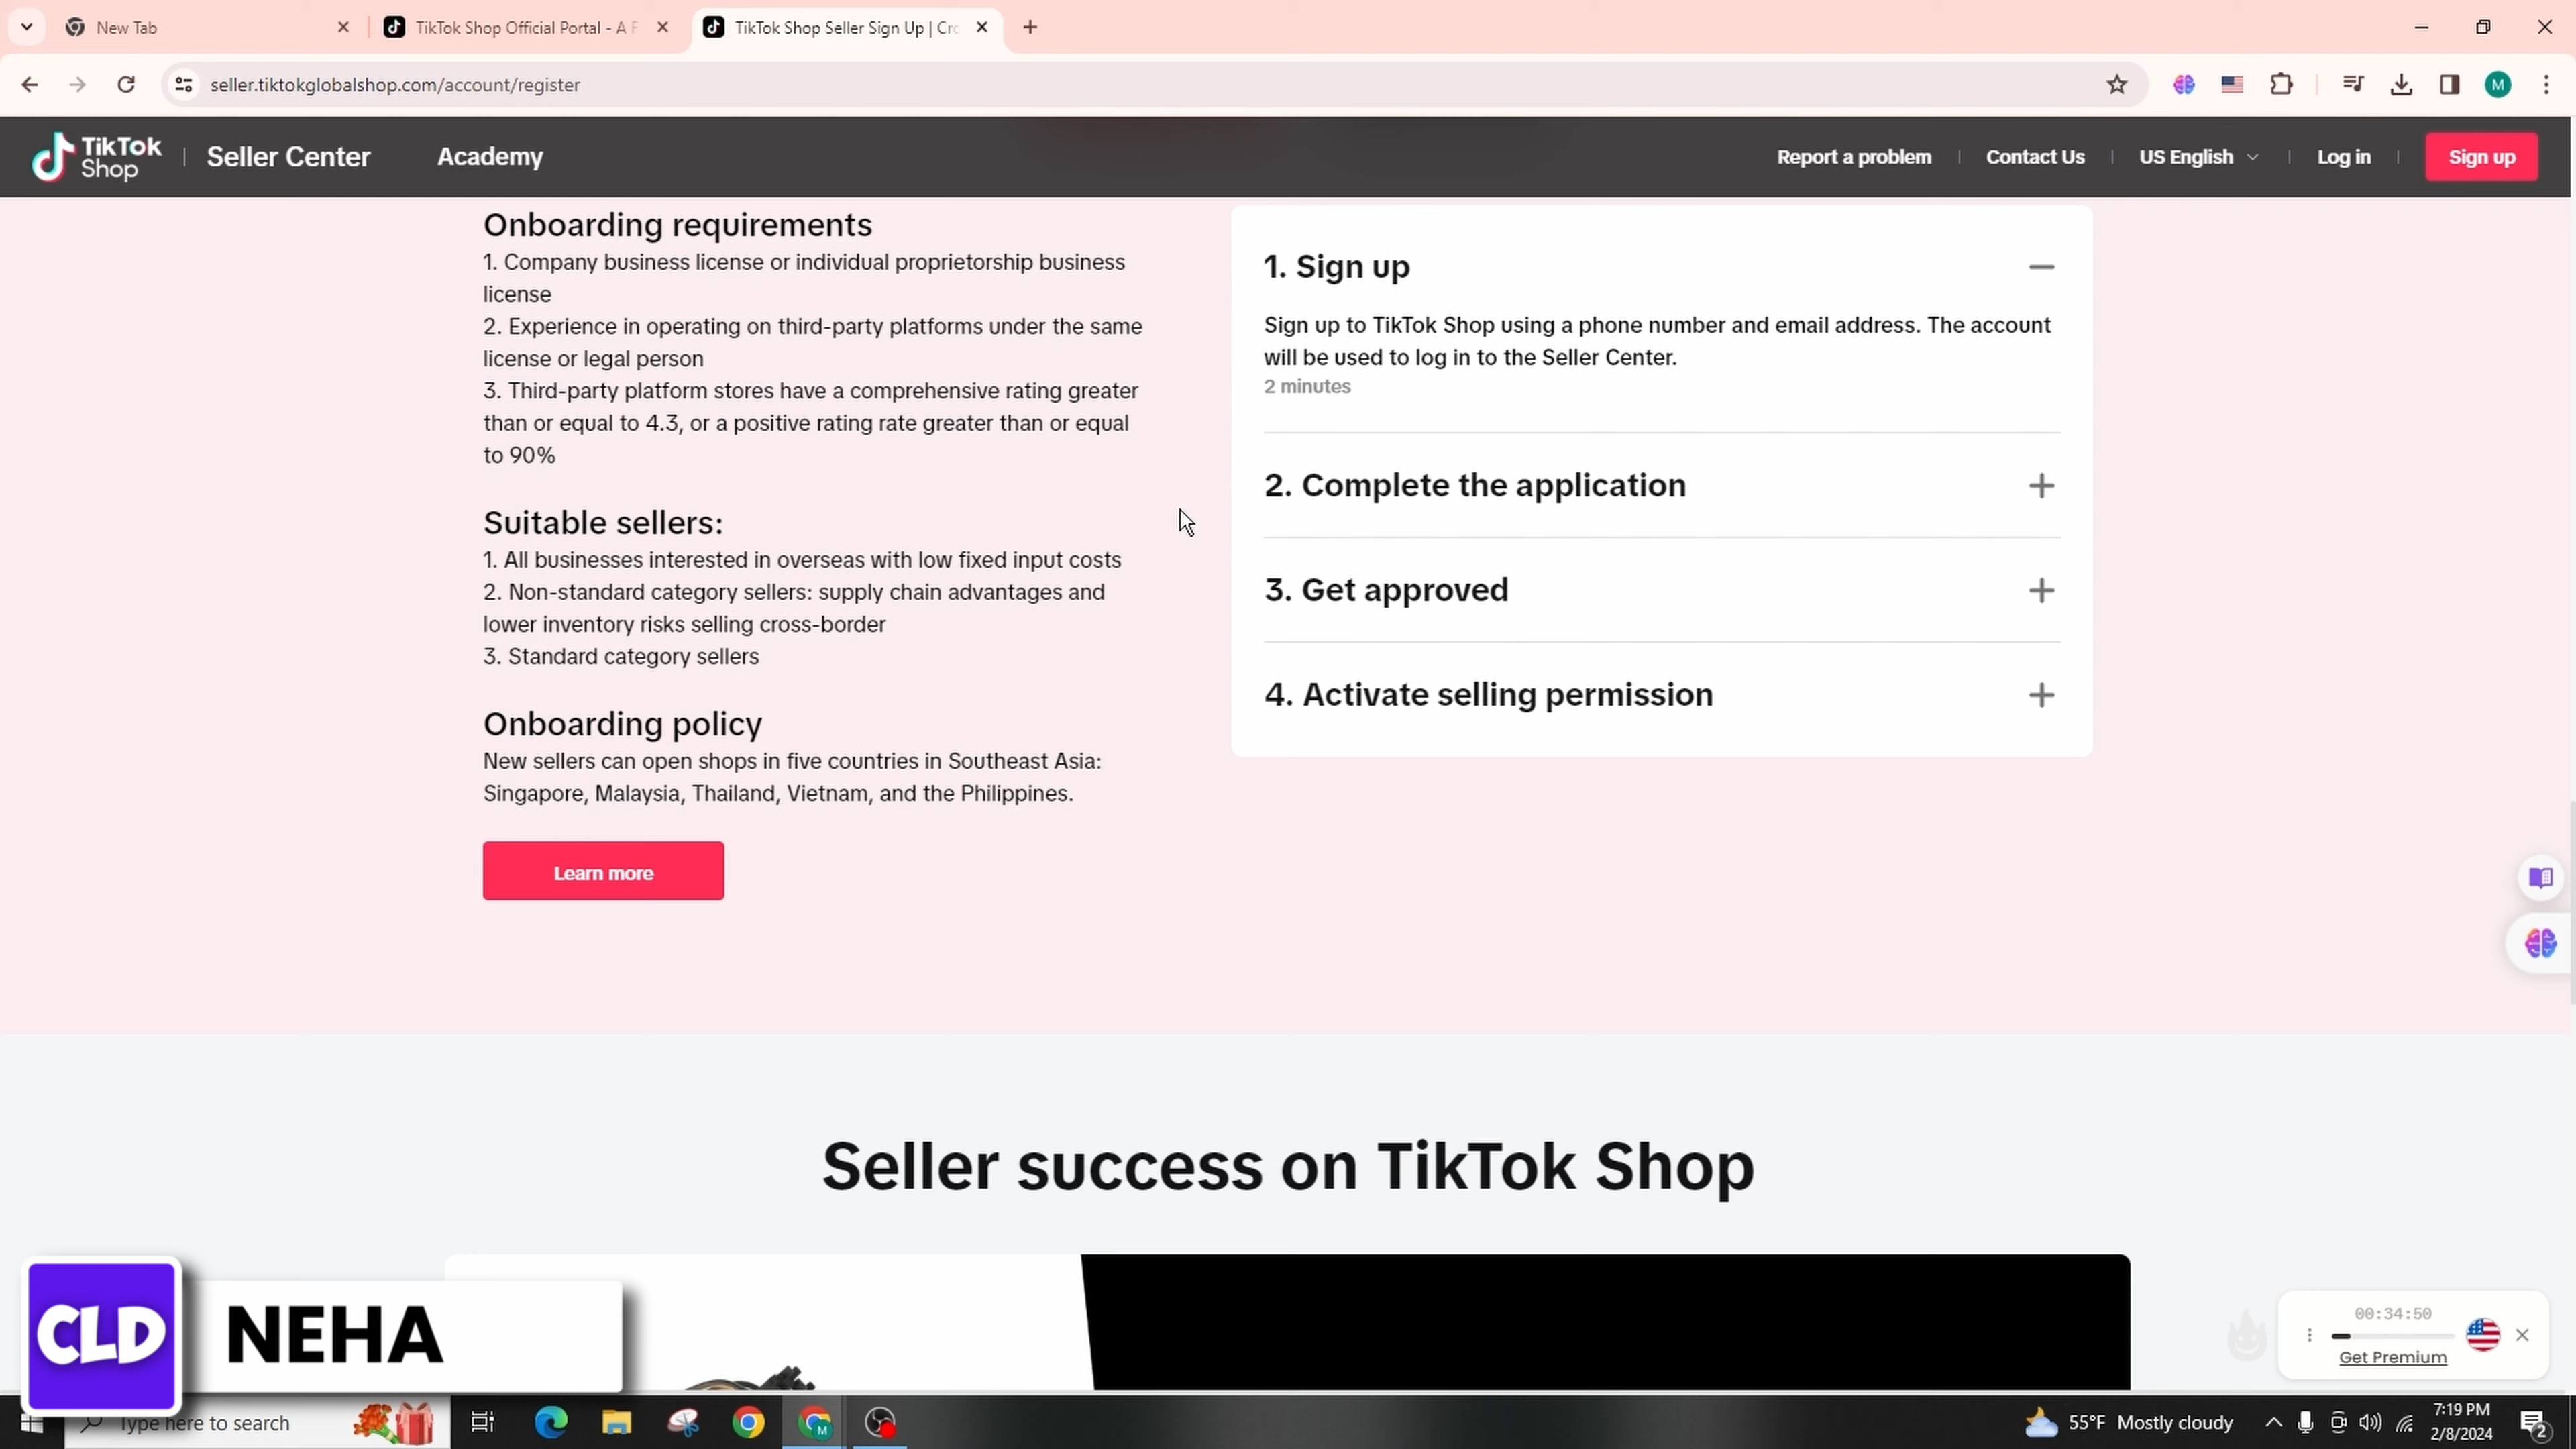 New Tab
TikTok Shop Official Portal - A F
TikTok Shop Seller Sign Up | Cro
seller.tiktokglobalshop.com/account/register
M
TikTok Shop
Seller Center
Academy
Report a problem
Contact Us
US English
Log in
Sign up
Onboarding requirements
1. Company business license or individual proprietorship business
license
2. Experience in operating on third-party platforms under the same
license or legal person
3. Third-party platform stores have a comprehensive rating greater
than or equal to 4.3, or a positive rating rate greater than or equal
to 90%
Suitable sellers:
1. All businesses interested in overseas with low fixed input costs
2. Non-standard category sellers: supply chain advantages and
lower inventory risks selling cross-border
3. Standard category sellers
Onboarding policy
New sellers can open shops in five countries in Southeast Asia:
Singapore, Malaysia, Thailand, Vietnam, and the Philippines.
Learn more
1. Sign up
Sign up to TikTok Shop using a phone number and email address. The account
will be used to log in to the Seller Center.
2 minutes
2. Complete the application
3. Get approved
4. Activate selling permission
Seller success on TikTok Shop
CLD
NEHA
00:34:50
Get Premium
Type here to search
M
55°F Mostly cloudy
7:19 PM
2/8/2024
2